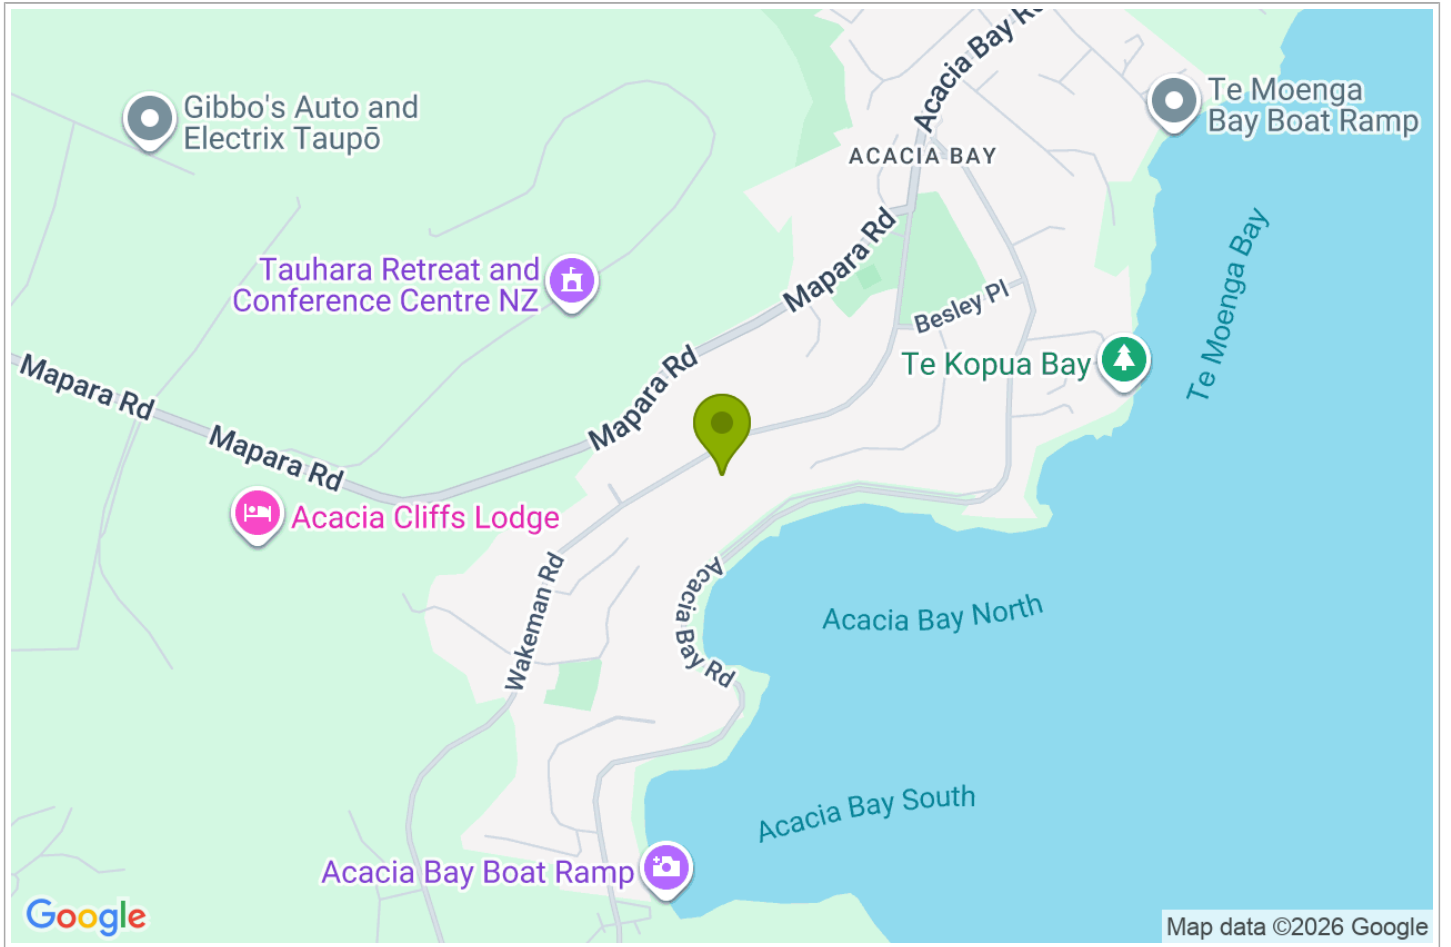 Acacia Bay Rd
Gibbo's Auto and
Electrix Taupō
Te Moenga
Bay Boat Ramp
ACACIA BAY
Mapara Rd
Te Moenga Bay
Tauhara Retreat and
Conference Centre NZ
Besley Pl
Te Kopua Bay
Mapara Rd
Mapara Rd
Mapara Rd
Acacia Cliffs Lodge
Wakeman Rd
Acacia Bay Rd
Acacia Bay North
Acacia Bay South
Acacia Bay Boat Ramp
Google
Map data ©2026 Google